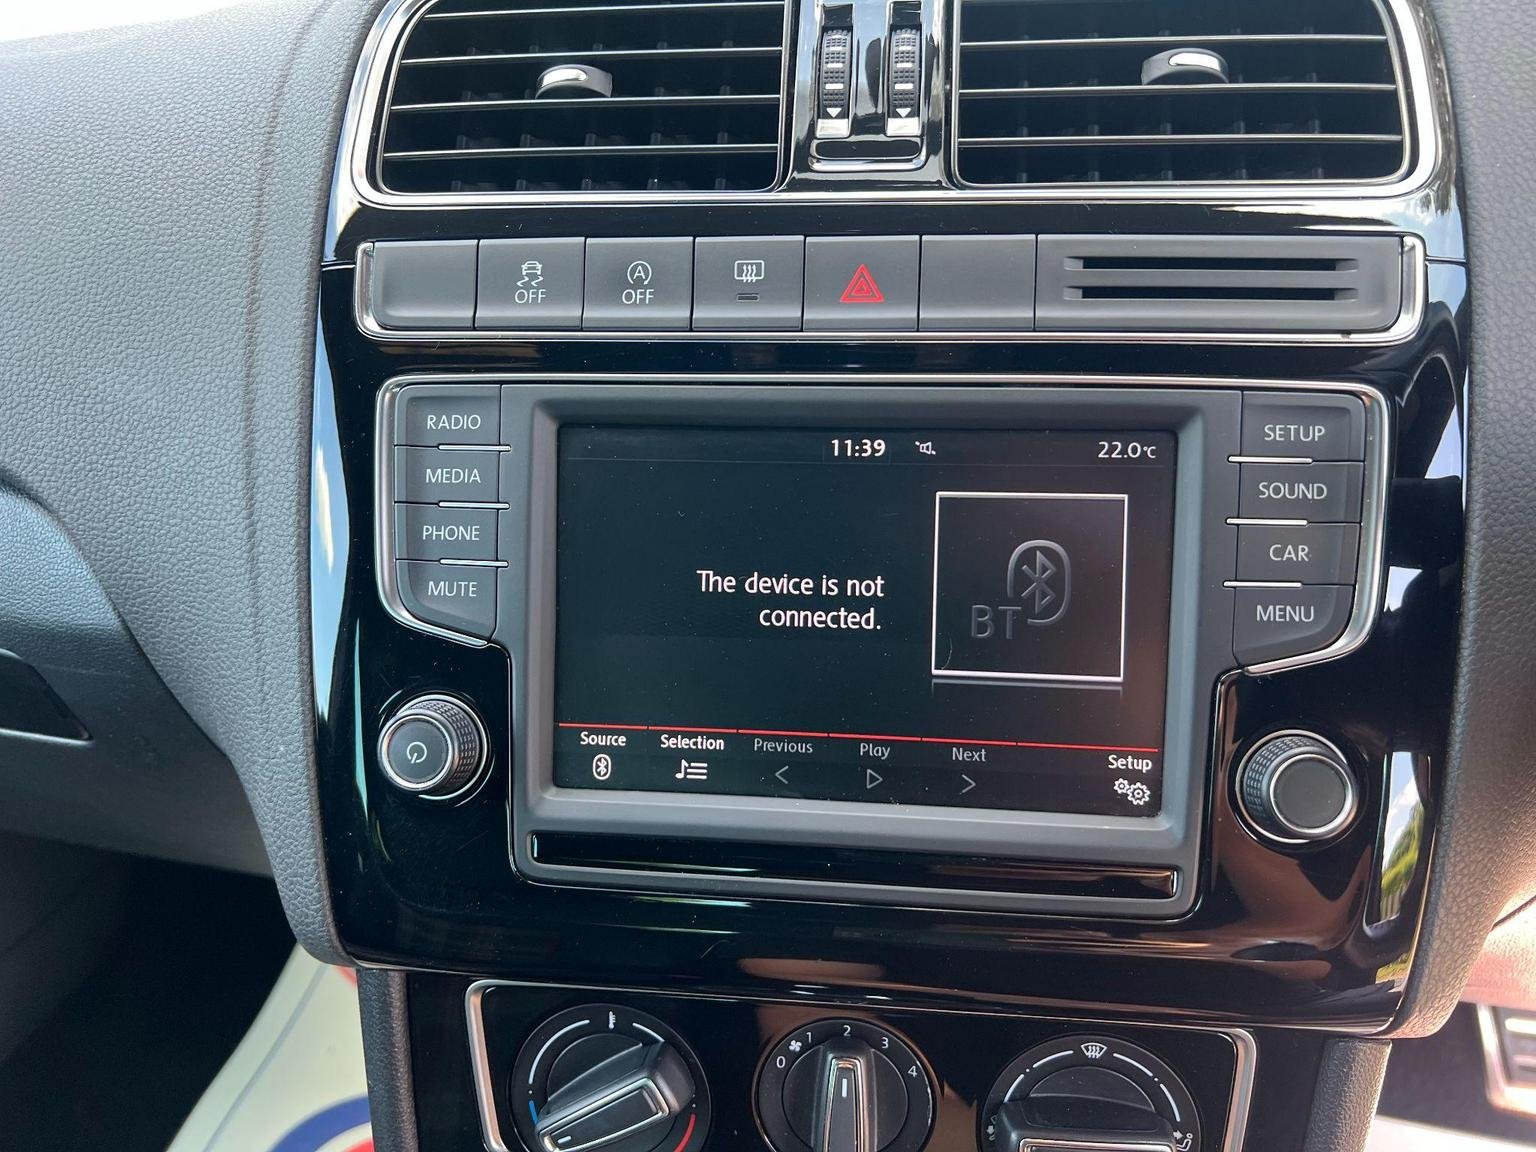 OFF
A
OFF
RADIO
MEDIA
PHONE
MUTE
SETUP
SOUND
CAR
MENU
11:39
22.0°C
The device is not
connected.
BT
Source
Selection
Previous
Play
Next
Setup
0 1 2 3 4